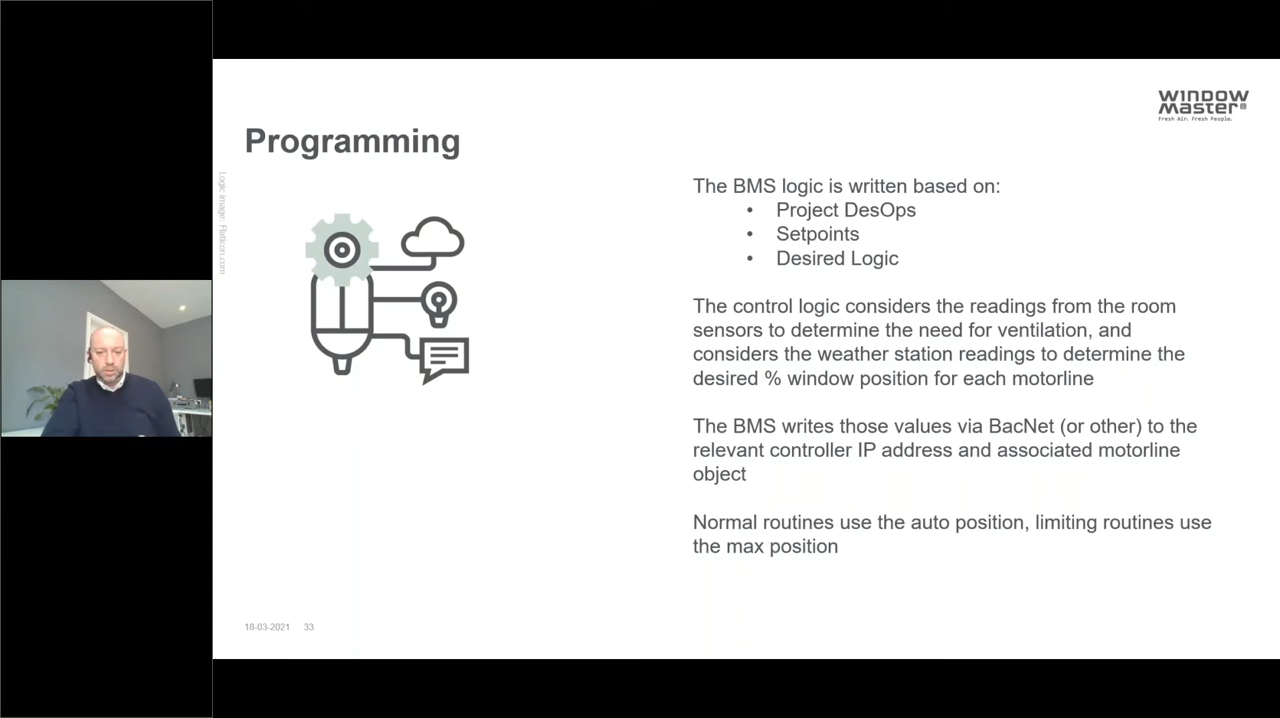 WINDOW
MASTER®
Fresh Air. Fresh People.
Programming
Logic Image: Flaticon.com
The BMS logic is written based on:
• Project DesOps
• Setpoints
• Desired Logic
The control logic considers the readings from the room
sensors to determine the need for ventilation, and
considers the weather station readings to determine the
desired % window position for each motorline
The BMS writes those values via BacNet (or other) to the
relevant controller IP address and associated motorline
object
Normal routines use the auto position, limiting routines use
the max position
18-03-2021 33